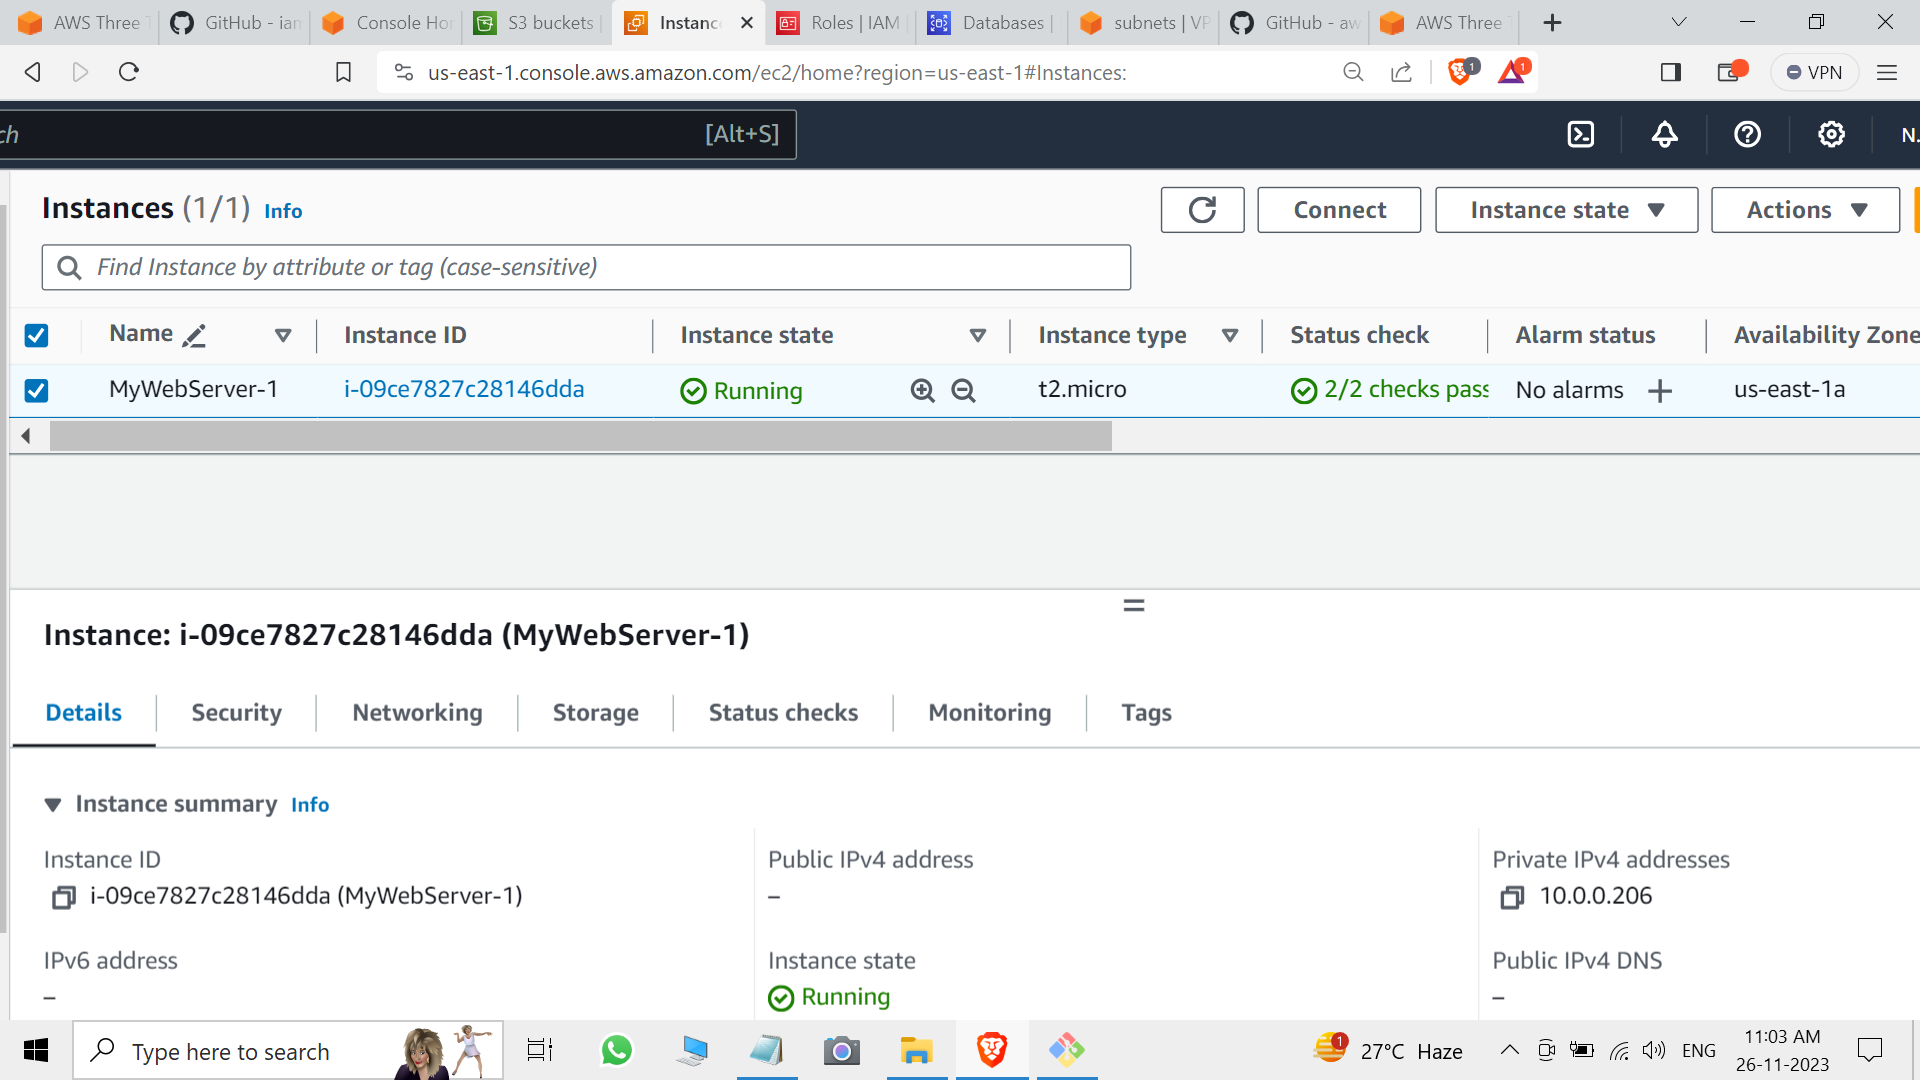 AWS Three T
GitHub - iam
Console Hor
S3 buckets
Instanc
Roles | IAM
Databases |
subnets | VP
GitHub - aw
AWS Three T
us-east-1.console.aws.amazon.com/ec2/home?region=us-east-1#Instances:
1
1
VPN
ch
[Alt+S]
N.
Instances (1/1) Info
Connect
Instance state
Actions
Find Instance by attribute or tag (case-sensitive)
Name
Instance ID
Instance state
Instance type
Status check
Alarm status
Availability Zone
MyWebServer-1
i-09ce7827c28146dda
Running
t2.micro
2/2 checks pass
No alarms
us-east-1a
Instance: i-09ce7827c28146dda (MyWebServer-1)
Details
Security
Networking
Storage
Status checks
Monitoring
Tags
Instance summary Info
Instance ID
Public IPv4 address
Private IPv4 addresses
i-09ce7827c28146dda (MyWebServer-1)
–
10.0.0.206
IPv6 address
Instance state
Public IPv4 DNS
–
Running
–
Type here to search
1
27°C Haze
ENG
11:03 AM
26-11-2023